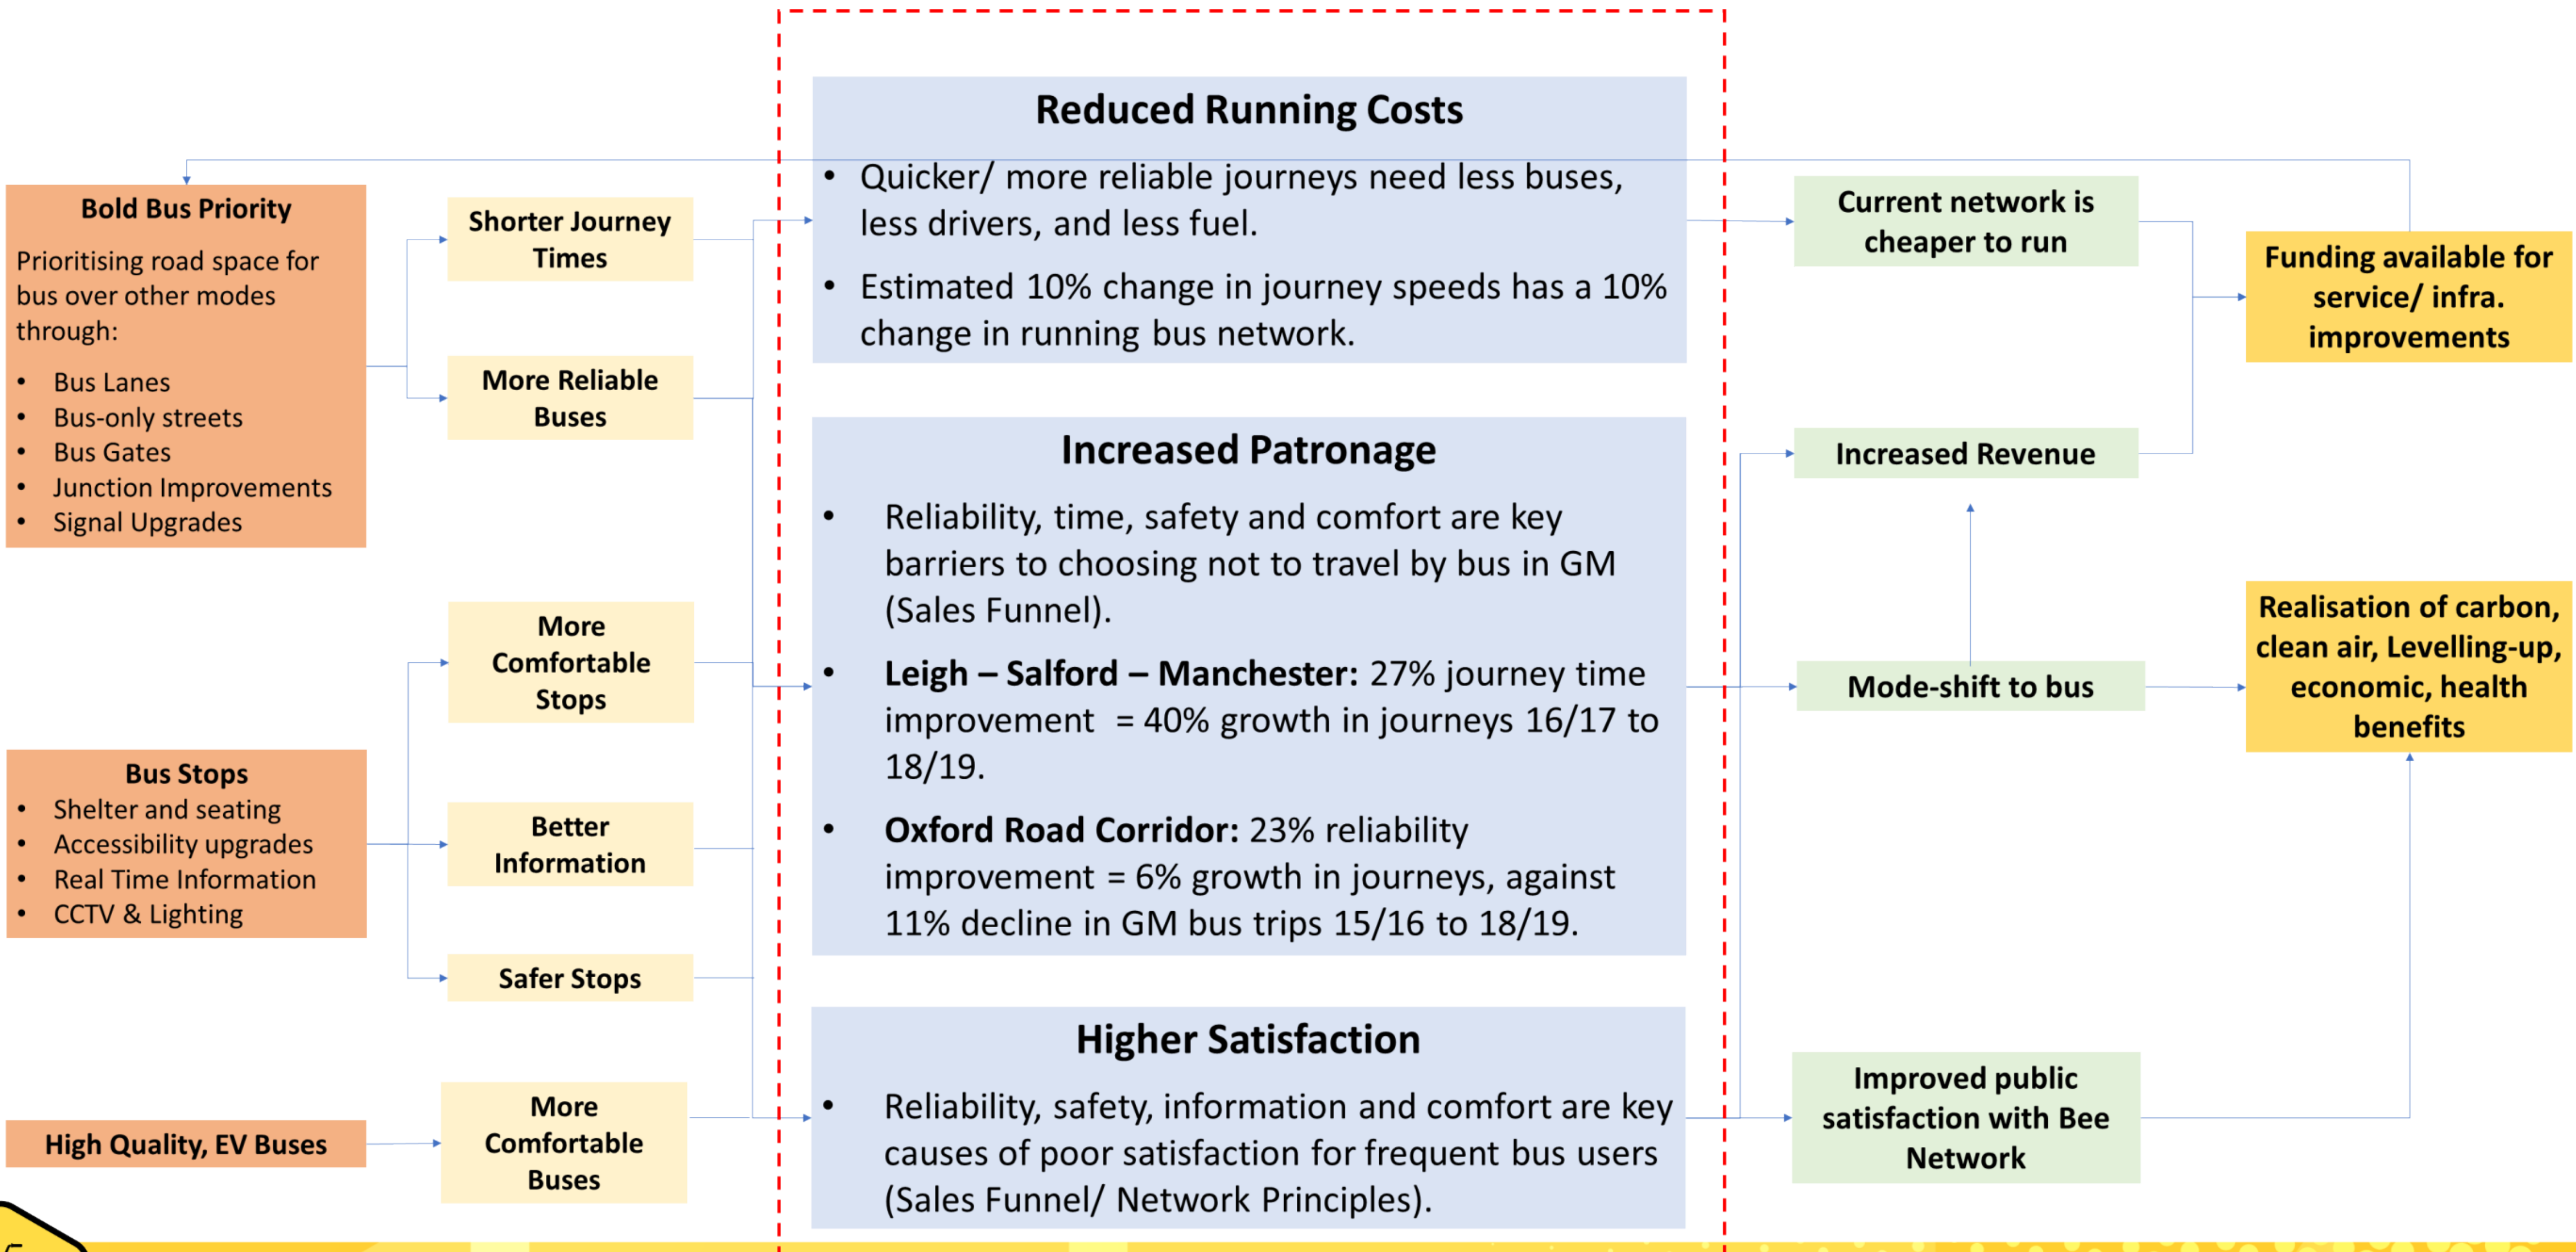 Bold Bus Priority
Prioritising road space for
bus over other modes
through:
• Bus Lanes
• Bus-only streets
• Bus Gates
• Junction Improvements
• Signal Upgrades
Bus Stops
• Shelter and seating
• Accessibility upgrades
• Real Time Information
• CCTV & Lighting
High Quality, EV Buses
Shorter Journey
Times
More Reliable
Buses
More
Comfortable
Stops
Better
Information
Safer Stops
More
Comfortable
Buses
Reduced Running Costs
• Quicker/ more reliable journeys need less buses,
less drivers, and less fuel.
• Estimated 10% change in journey speeds has a 10%
change in running bus network.
Increased Patronage
• Reliability, time, safety and comfort are key
barriers to choosing not to travel by bus in GM
(Sales Funnel).
• Leigh – Salford – Manchester: 27% journey time
improvement = 40% growth in journeys 16/17 to
18/19.
• Oxford Road Corridor: 23% reliability
improvement = 6% growth in journeys, against
11% decline in GM bus trips 15/16 to 18/19.
Higher Satisfaction
• Reliability, safety, information and comfort are key
causes of poor satisfaction for frequent bus users
(Sales Funnel/ Network Principles).
Current network is
cheaper to run
Increased Revenue
Mode-shift to bus
Improved public
satisfaction with Bee
Network
Funding available for
service/ infra.
improvements
Realisation of carbon,
clean air, Levelling-up,
economic, health
benefits